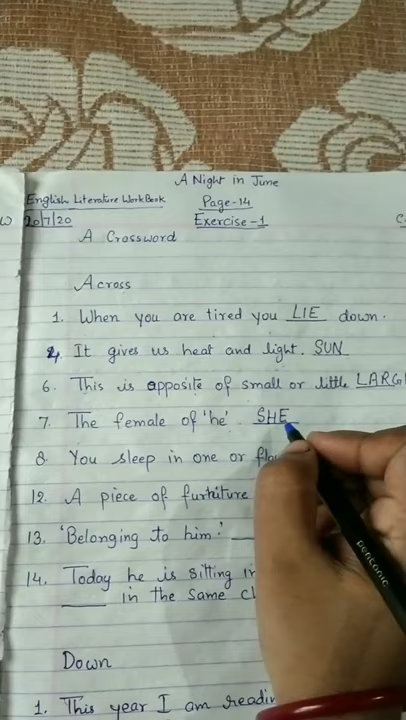 A Night in June
English Literature WorkBook Page-14
20/7/20 Exercise-1
A Crossword
Across
1. When you are tired you LIE down.
4. It gives us heat and light. SUN
6. This is opposite of small or little
7. The female of 'he' SHE
8. You sleep in one or
12. A piece of furniture
13. 'Belonging to him.' ___
14. Today he is sitting
___ in the same
Down
1. This year I am
pentonic